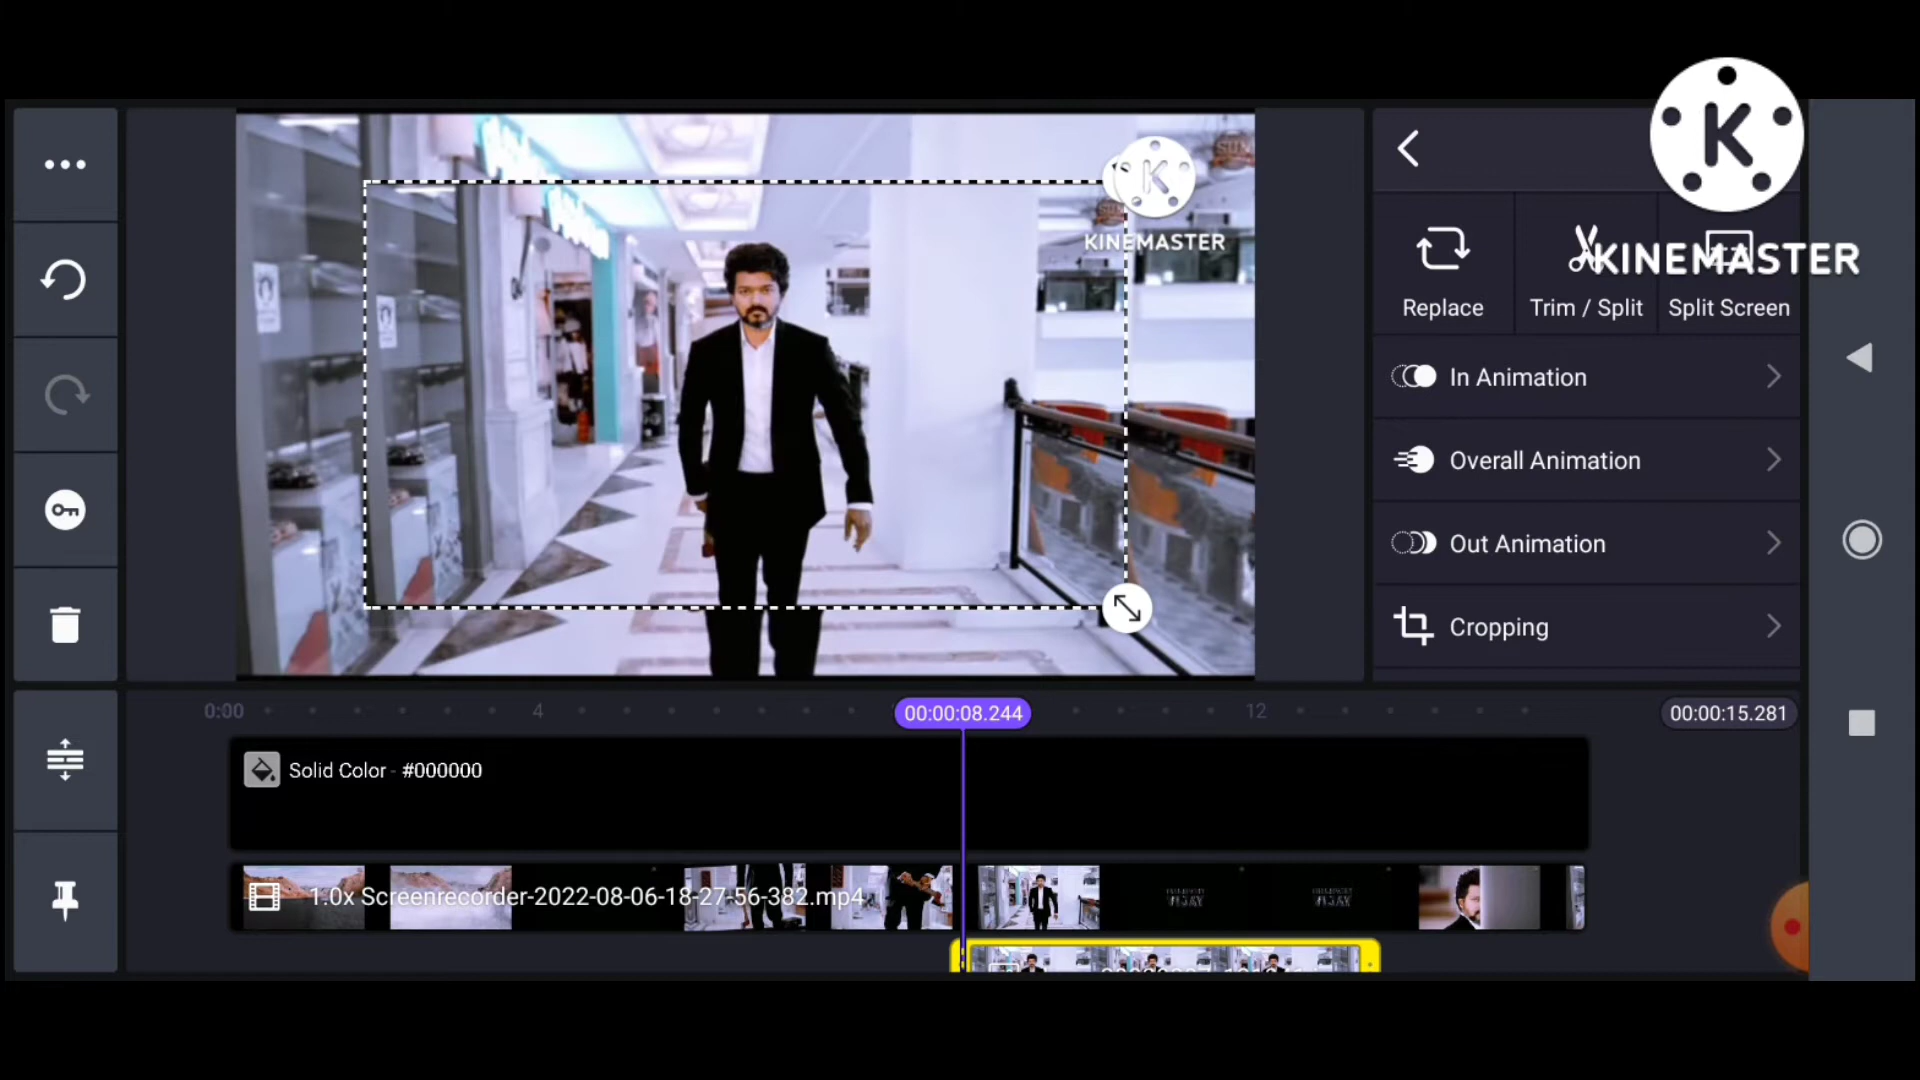 K
KINEMASTER
K
KINEMASTER
Replace
Trim / Split
Split Screen
In Animation
Overall Animation
Out Animation
Cropping
0:00
4
00:00:08.244
12
00:00:15.281
Solid Color - #000000
1.0x Screenrecorder-2022-08-06-18-27-56-382.mp4
VIJAY
VIJAY